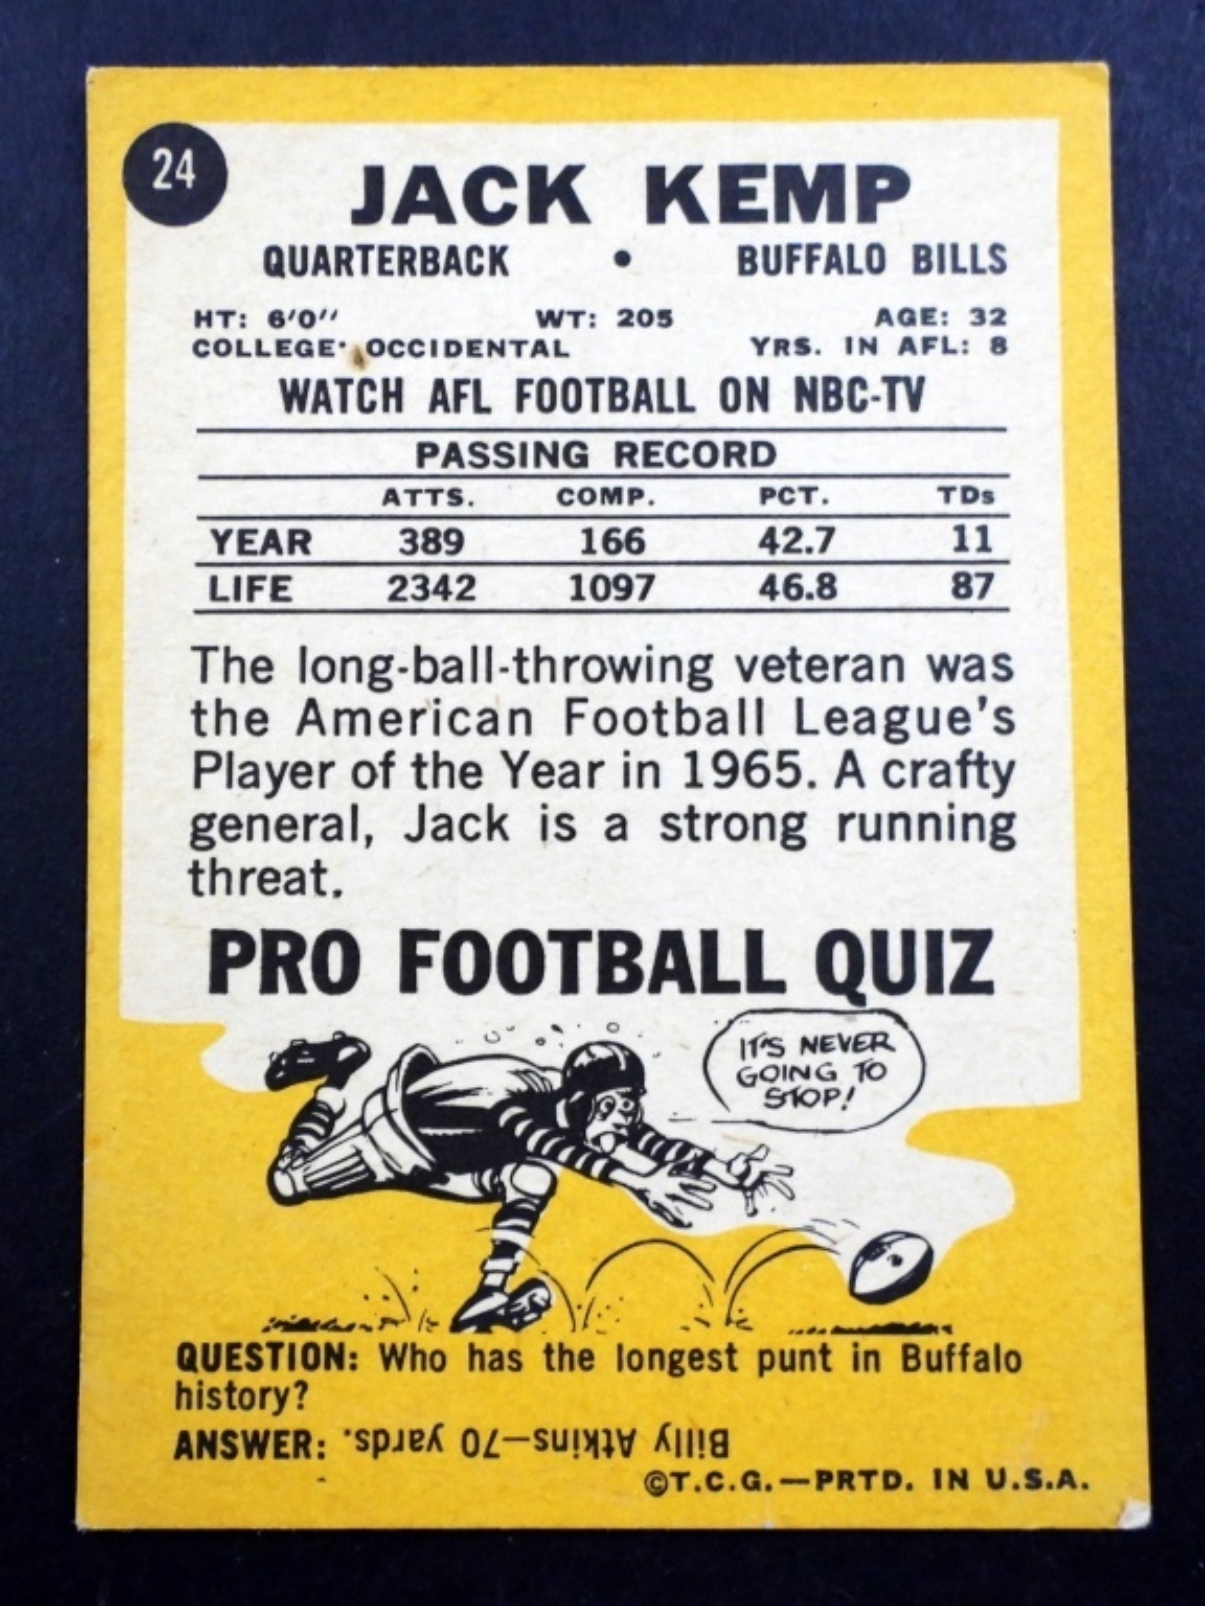 24
JACK KEMP
QUARTERBACK • BUFFALO BILLS
HT: 6'0" WT: 205 AGE: 32
COLLEGE: OCCIDENTAL YRS. IN AFL: 8
WATCH AFL FOOTBALL ON NBC-TV
PASSING RECORD
ATTS. COMP. PCT. TDs
YEAR 389 166 42.7 11
LIFE 2342 1097 46.8 87
The long-ball-throwing veteran was
the American Football League's
Player of the Year in 1965. A crafty
general, Jack is a strong running
threat.
PRO FOOTBALL QUIZ
IT'S NEVER
GOING TO
STOP!
QUESTION: Who has the longest punt in Buffalo
history?
ANSWER: Billy Atkins—70 yards.
©T.C.G.—PRTD. IN U.S.A.